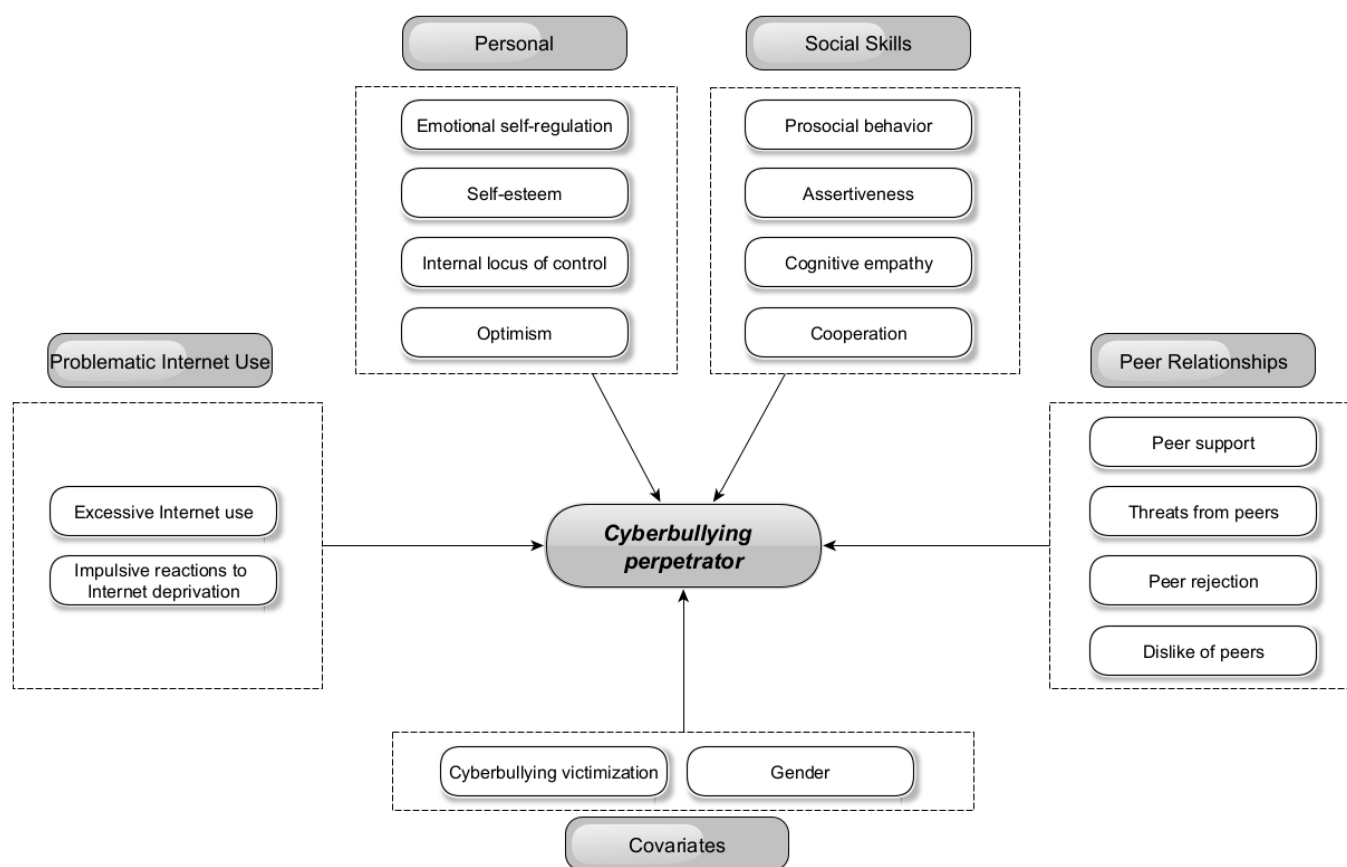 Personal
Emotional self-regulation
Self-esteem
Internal locus of control
Optimism
Social Skills
Prosocial behavior
Assertiveness
Cognitive empathy
Cooperation
Problematic Internet Use
Excessive Internet use
Impulsive reactions to
Internet deprivation
Cyberbullying
perpetrator
Peer Relationships
Peer support
Threats from peers
Peer rejection
Dislike of peers
Cyberbullying victimization
Gender
Covariates